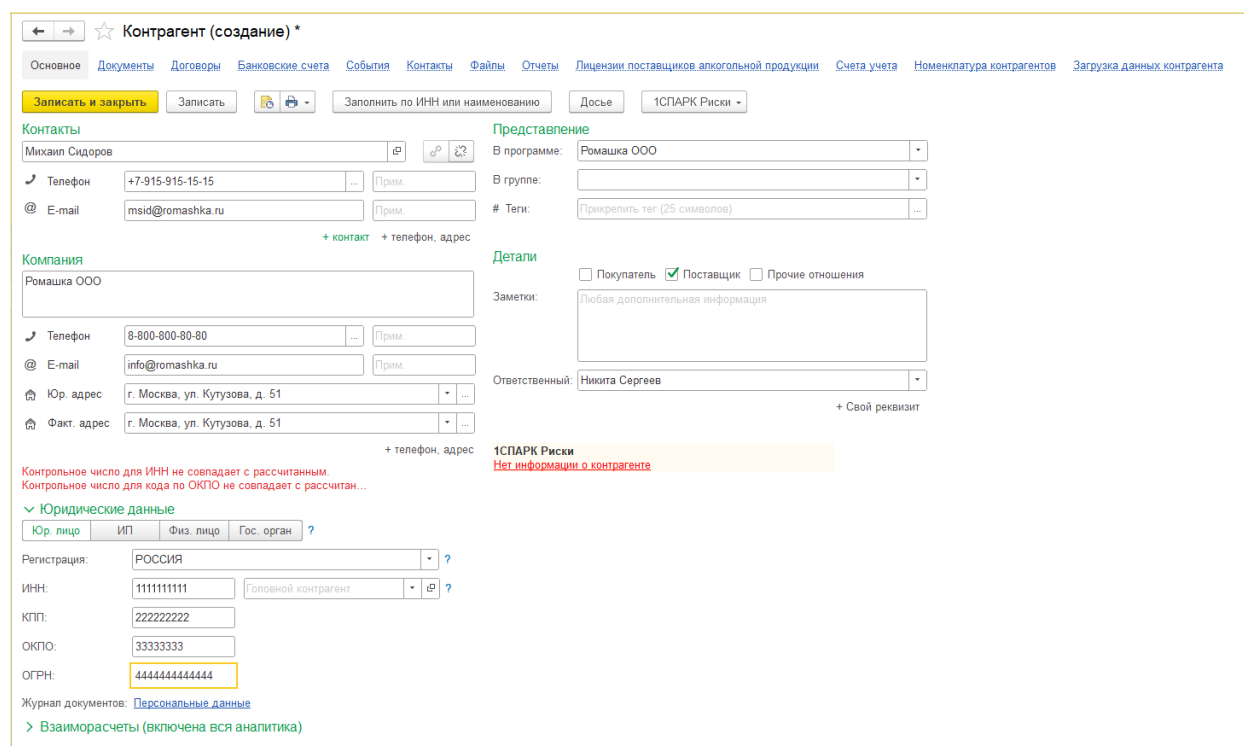 Контрагент (создание) *
Основное Документы Договоры Банковские счета События Контакты Файлы Отчеты Лицензии поставщиков алкогольной продукции Счета учета Номенклатура контрагентов Загрузка данных контрагента
Записать и закрыть Записать Заполнить по ИНН или наименованию Досье 1СПАРК Риски
Контакты
Михаил Сидоров
Телефон +7-915-915-15-15 ... Прим.
@ E-mail msid@romashka.ru Прим.
+ контакт + телефон, адрес
Компания
Ромашка ООО
Телефон 8-800-800-80-80 ... Прим.
@ E-mail info@romashka.ru Прим.
Юр. адрес г. Москва, ул. Кутузова, д. 51 ...
Факт. адрес г. Москва, ул. Кутузова, д. 51 ...
+ телефон, адрес
Контрольное число для ИНН не совпадает с рассчитанным.
Контрольное число для кода по ОКПО не совпадает с рассчитан...
Юридические данные
Юр. лицо ИП Физ. лицо Гос. орган ?
Регистрация: РОССИЯ ?
ИНН: 1111111111 Головной контрагент ?
КПП: 222222222
ОКПО: 33333333
ОГРН: 4444444444444
Журнал документов: Персональные данные
Взаиморасчеты (включена вся аналитика)
Представление
В программе: Ромашка ООО
В группе:
# Теги: Прикрепить тег (25 символов) ...
Детали
Покупатель Поставщик Прочие отношения
Заметки: Любая дополнительная информация
Ответственный: Никита Сергеев
+ Свой реквизит
1СПАРК Риски
Нет информации о контрагенте